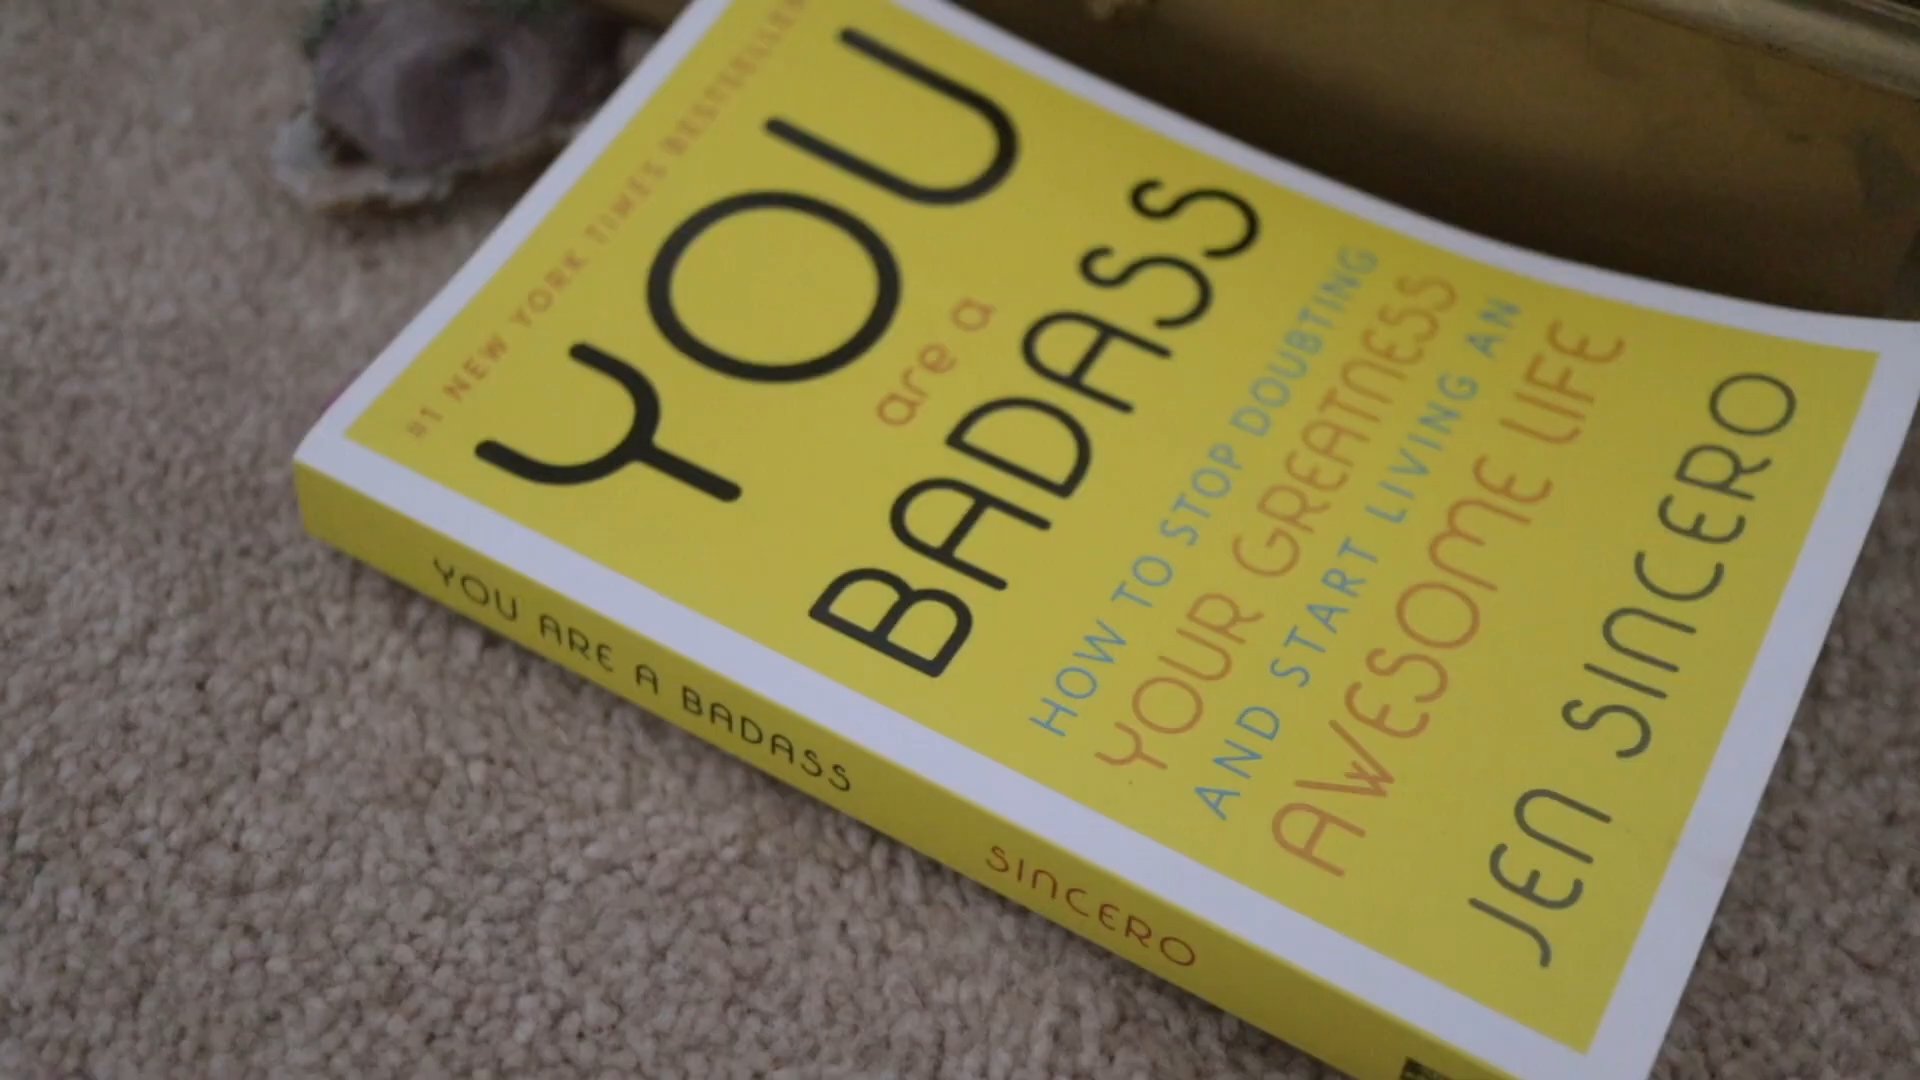 #1 NEW YORK TIMES BESTSELLER
YOU
are a
BADASS
HOW TO STOP DOUBTING
YOUR GREATNESS
AND START LIVING AN
AWESOME LIFE
JEN SINCERO
YOU ARE A BADASS SINCERO